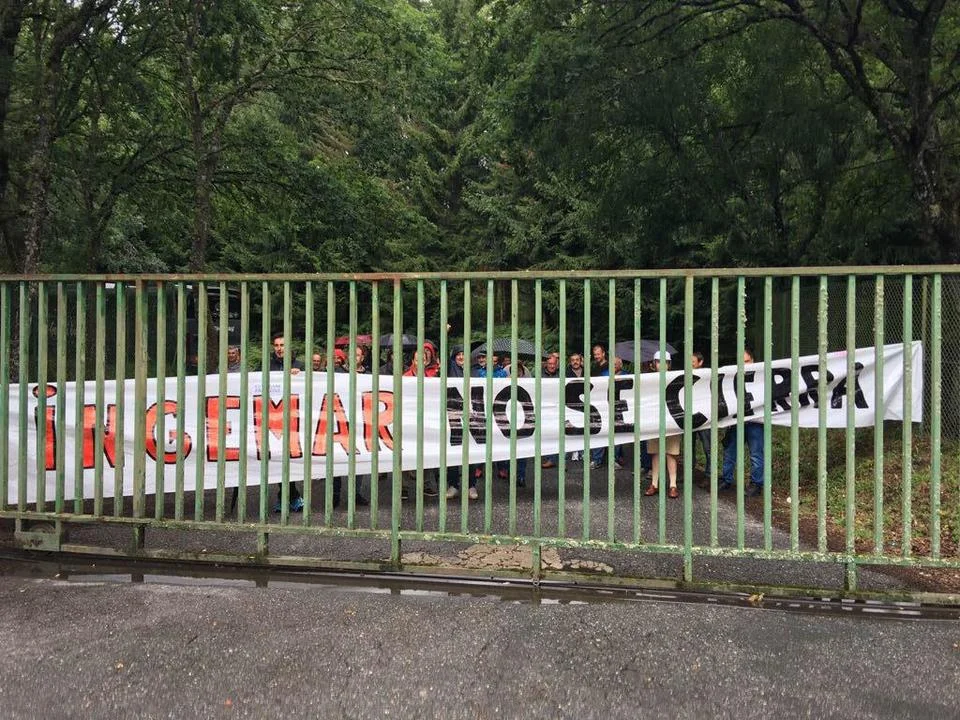 iNGEMAR NO SE CIERRA